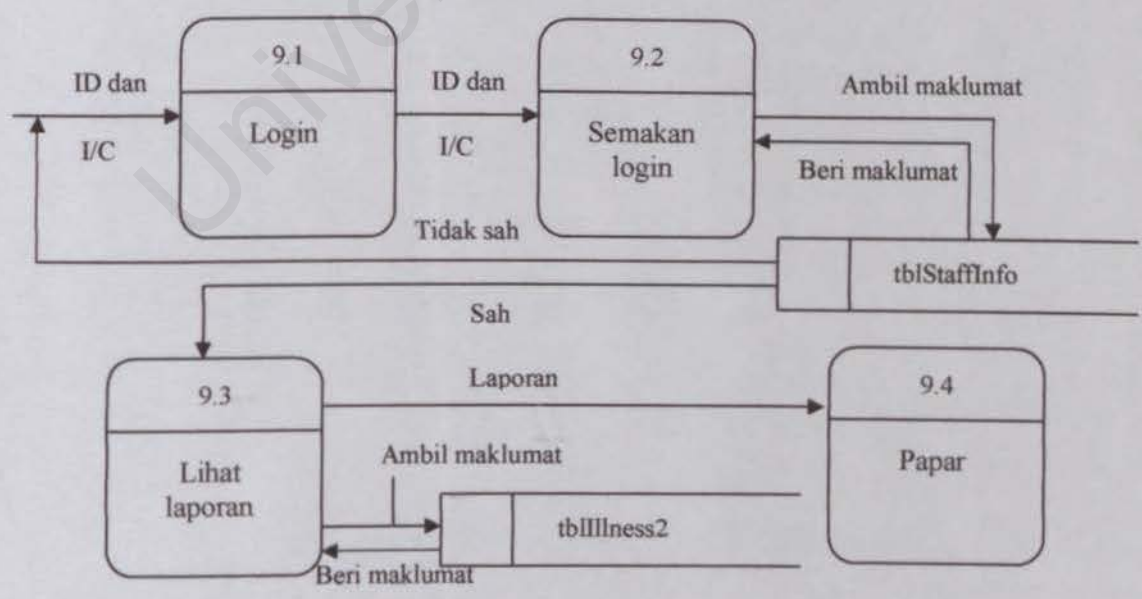 Unive
9.1
9.2
ID dan
I/C
Login
ID dan
I/C
Semakan
login
Ambil maklumat
Beri maklumat
Tidak sah
tblStaffInfo
Sah
9.3
Laporan
9.4
Lihat
laporan
Ambil maklumat
Papar
tblIllness2
Beri maklumat